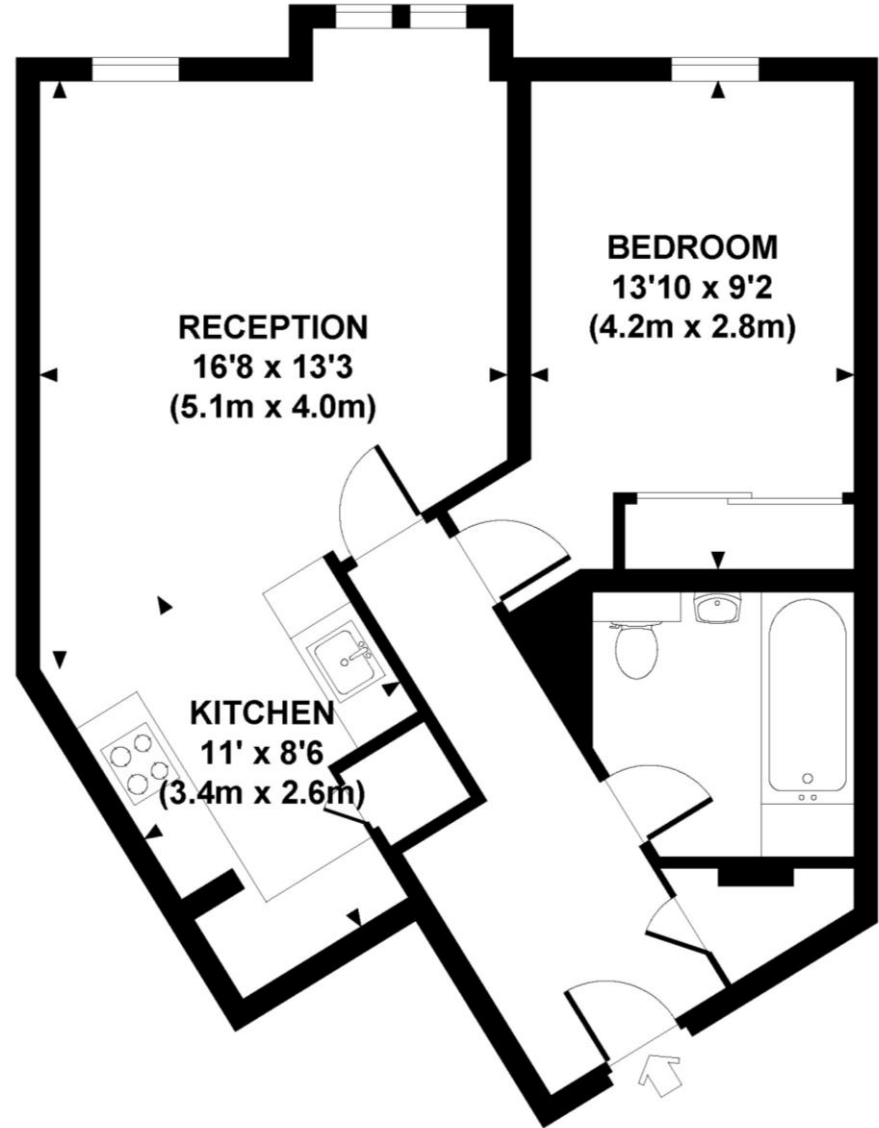 RECEPTION
16'8 x 13'3
(5.1m x 4.0m)
BEDROOM
13'10 x 9'2
(4.2m x 2.8m)
KITCHEN
11' x 8'6
(3.4m x 2.6m)